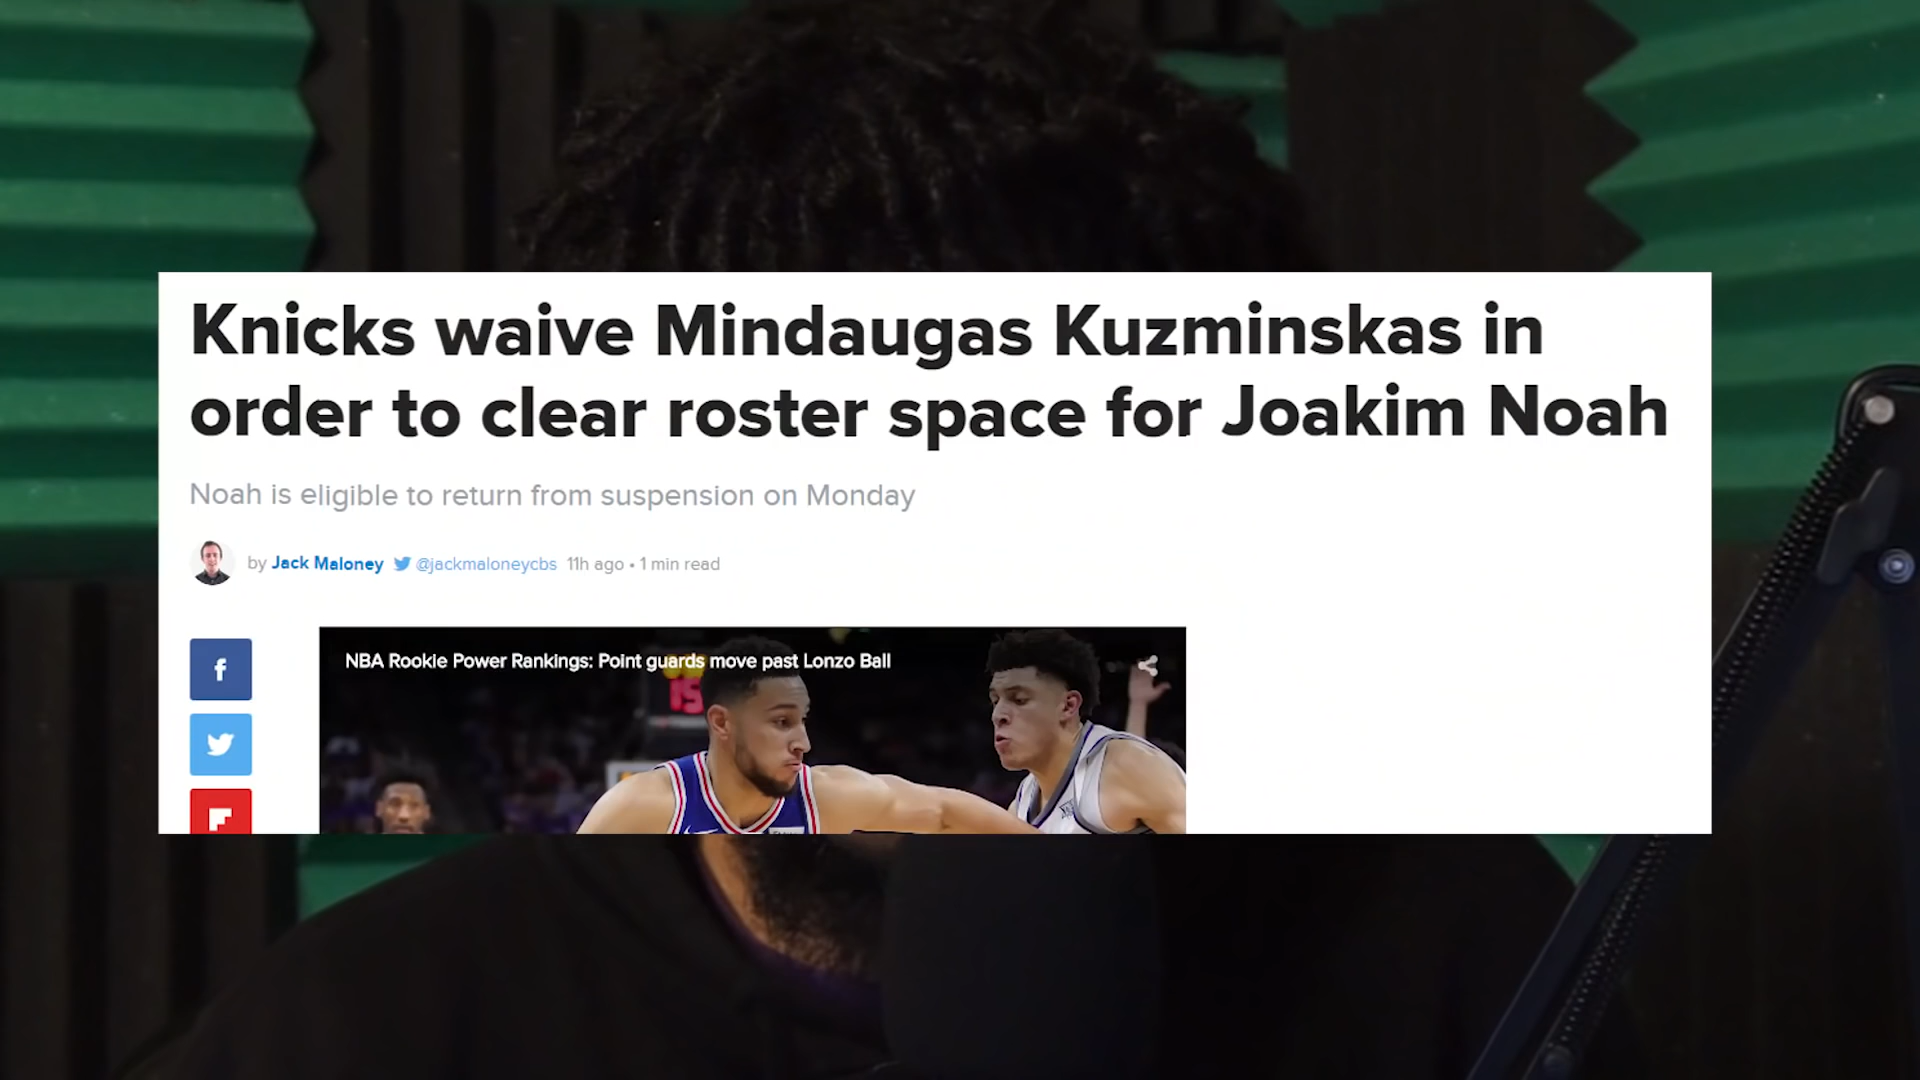 Knicks waive Mindaugas Kuzminskas in
order to clear roster space for Joakim Noah
Noah is eligible to return from suspension on Monday
by Jack Maloney @jackmaloneycbs 11h ago • 1 min read
f
NBA Rookie Power Rankings: Point guards move past Lonzo Ball
15